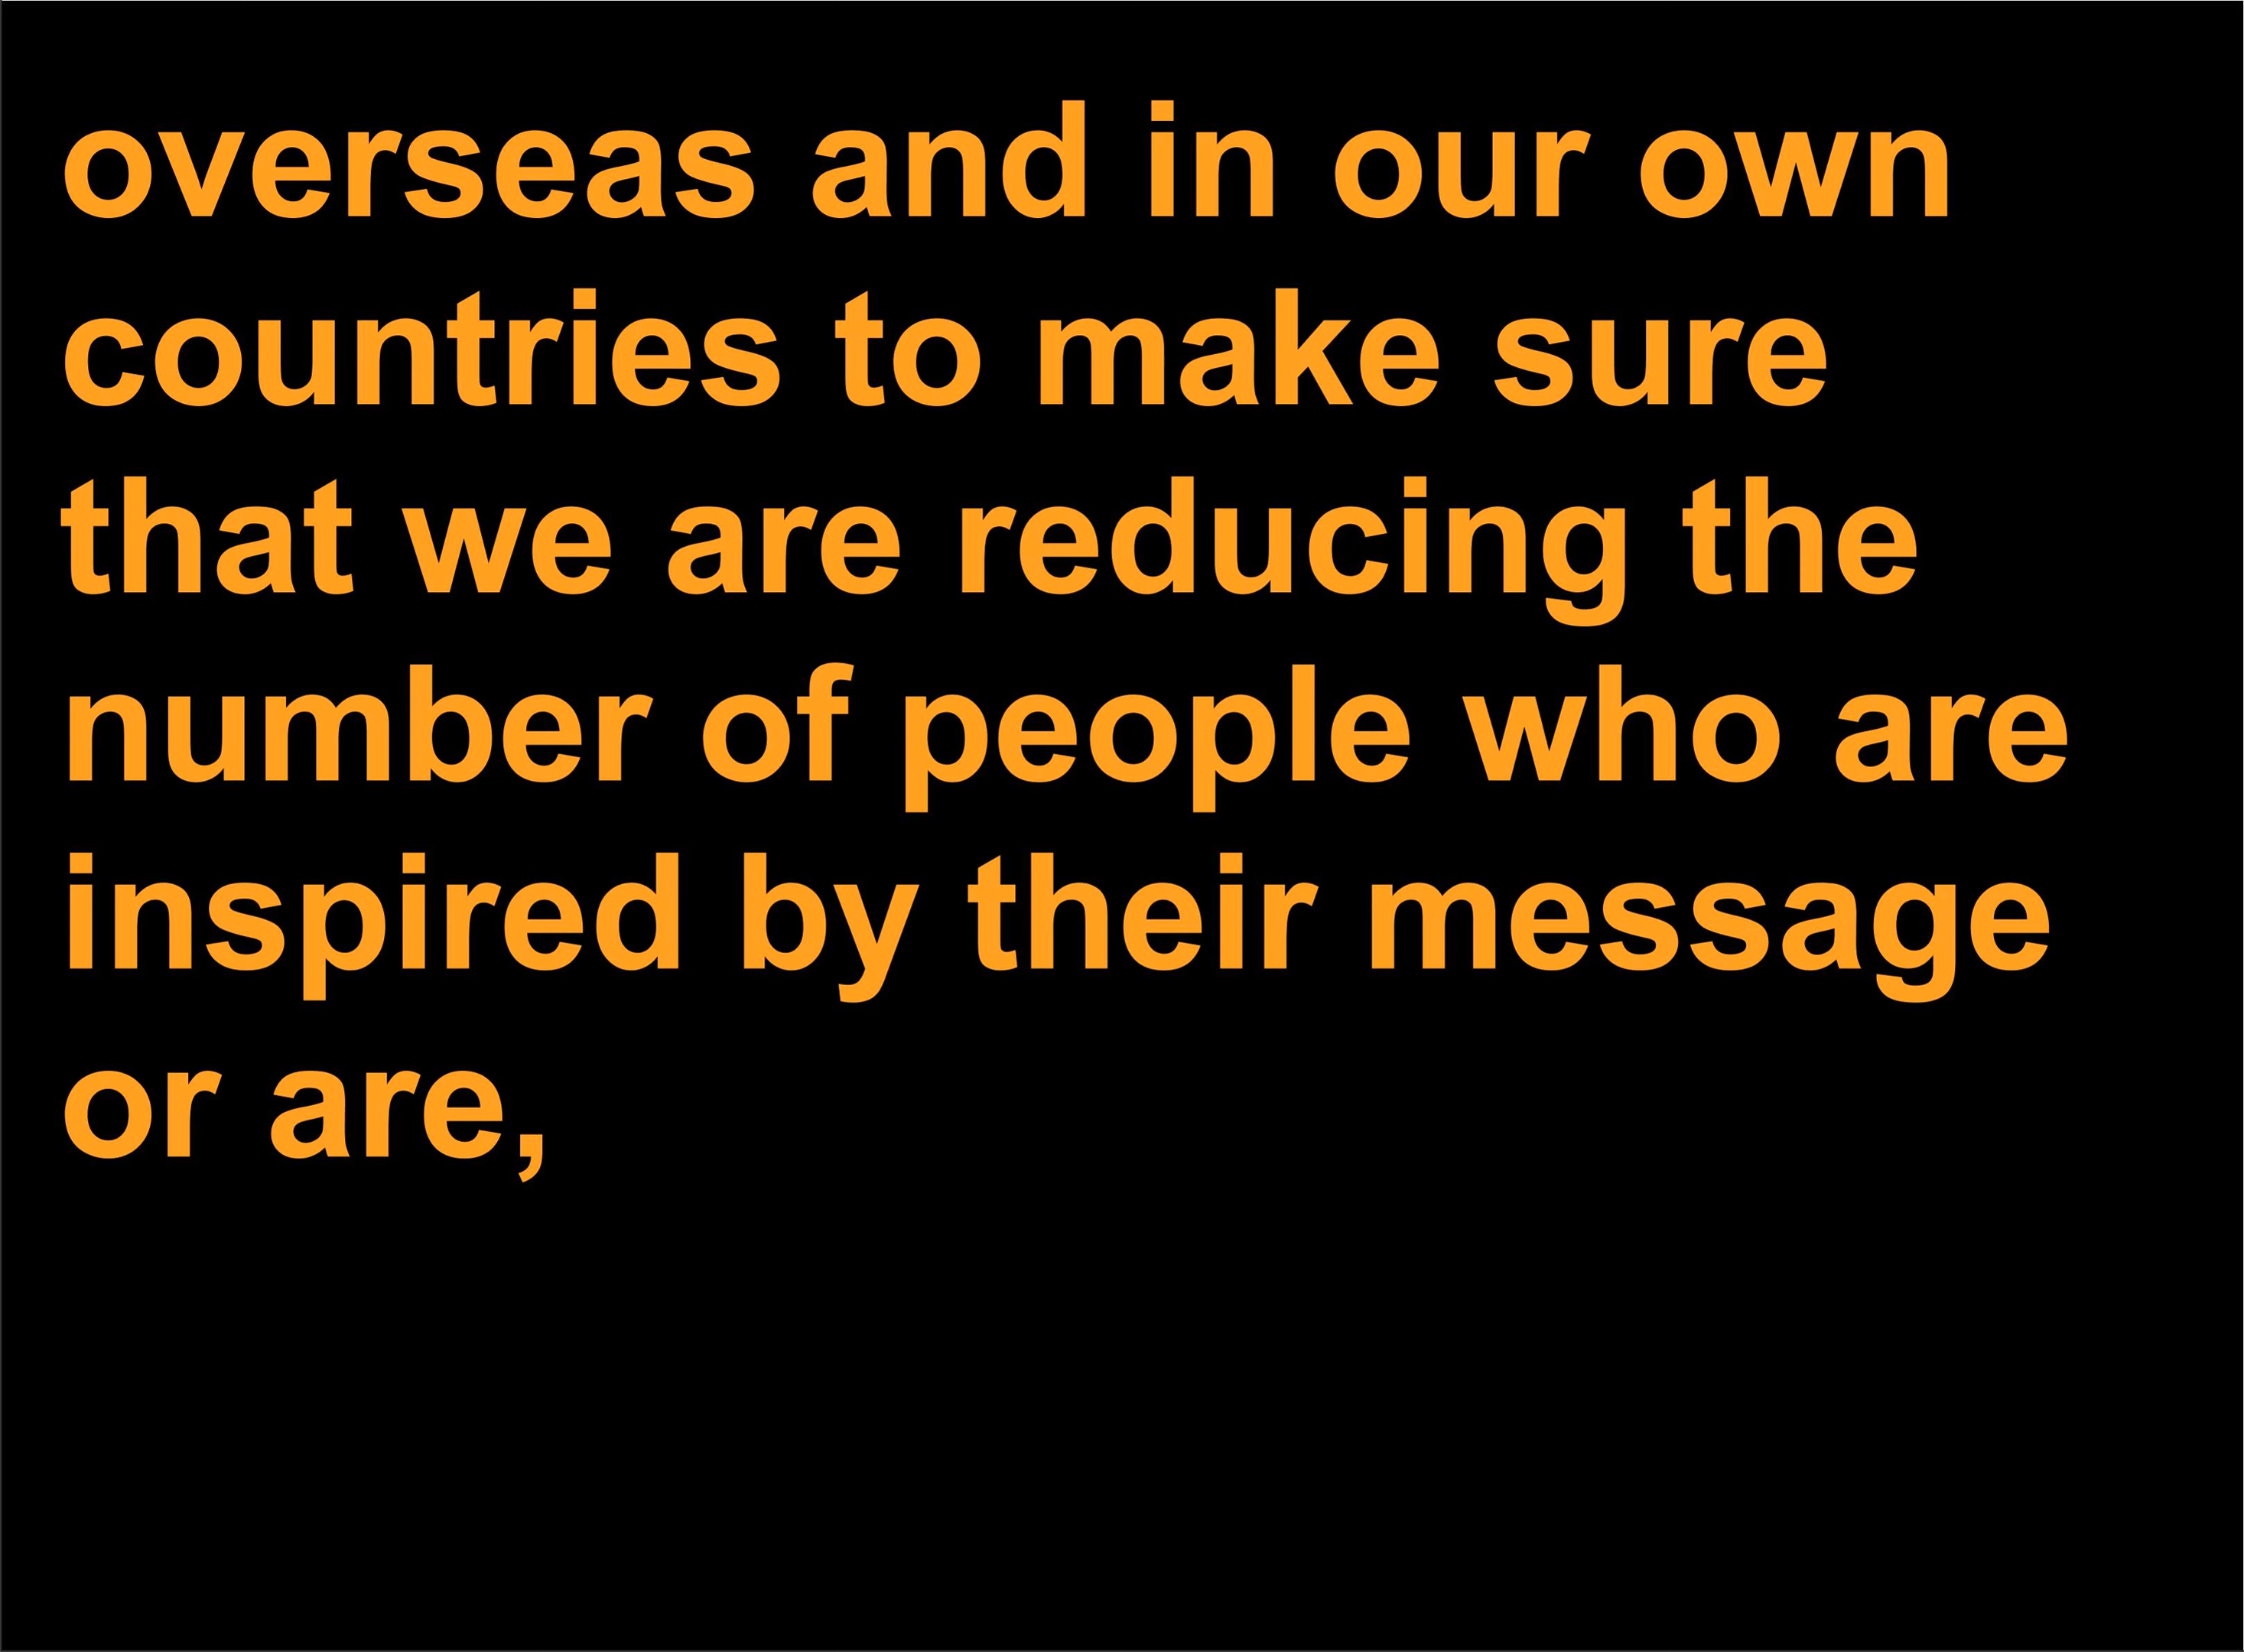 overseas and in our own
countries to make sure
that we are reducing the
number of people who are
inspired by their message
or are,